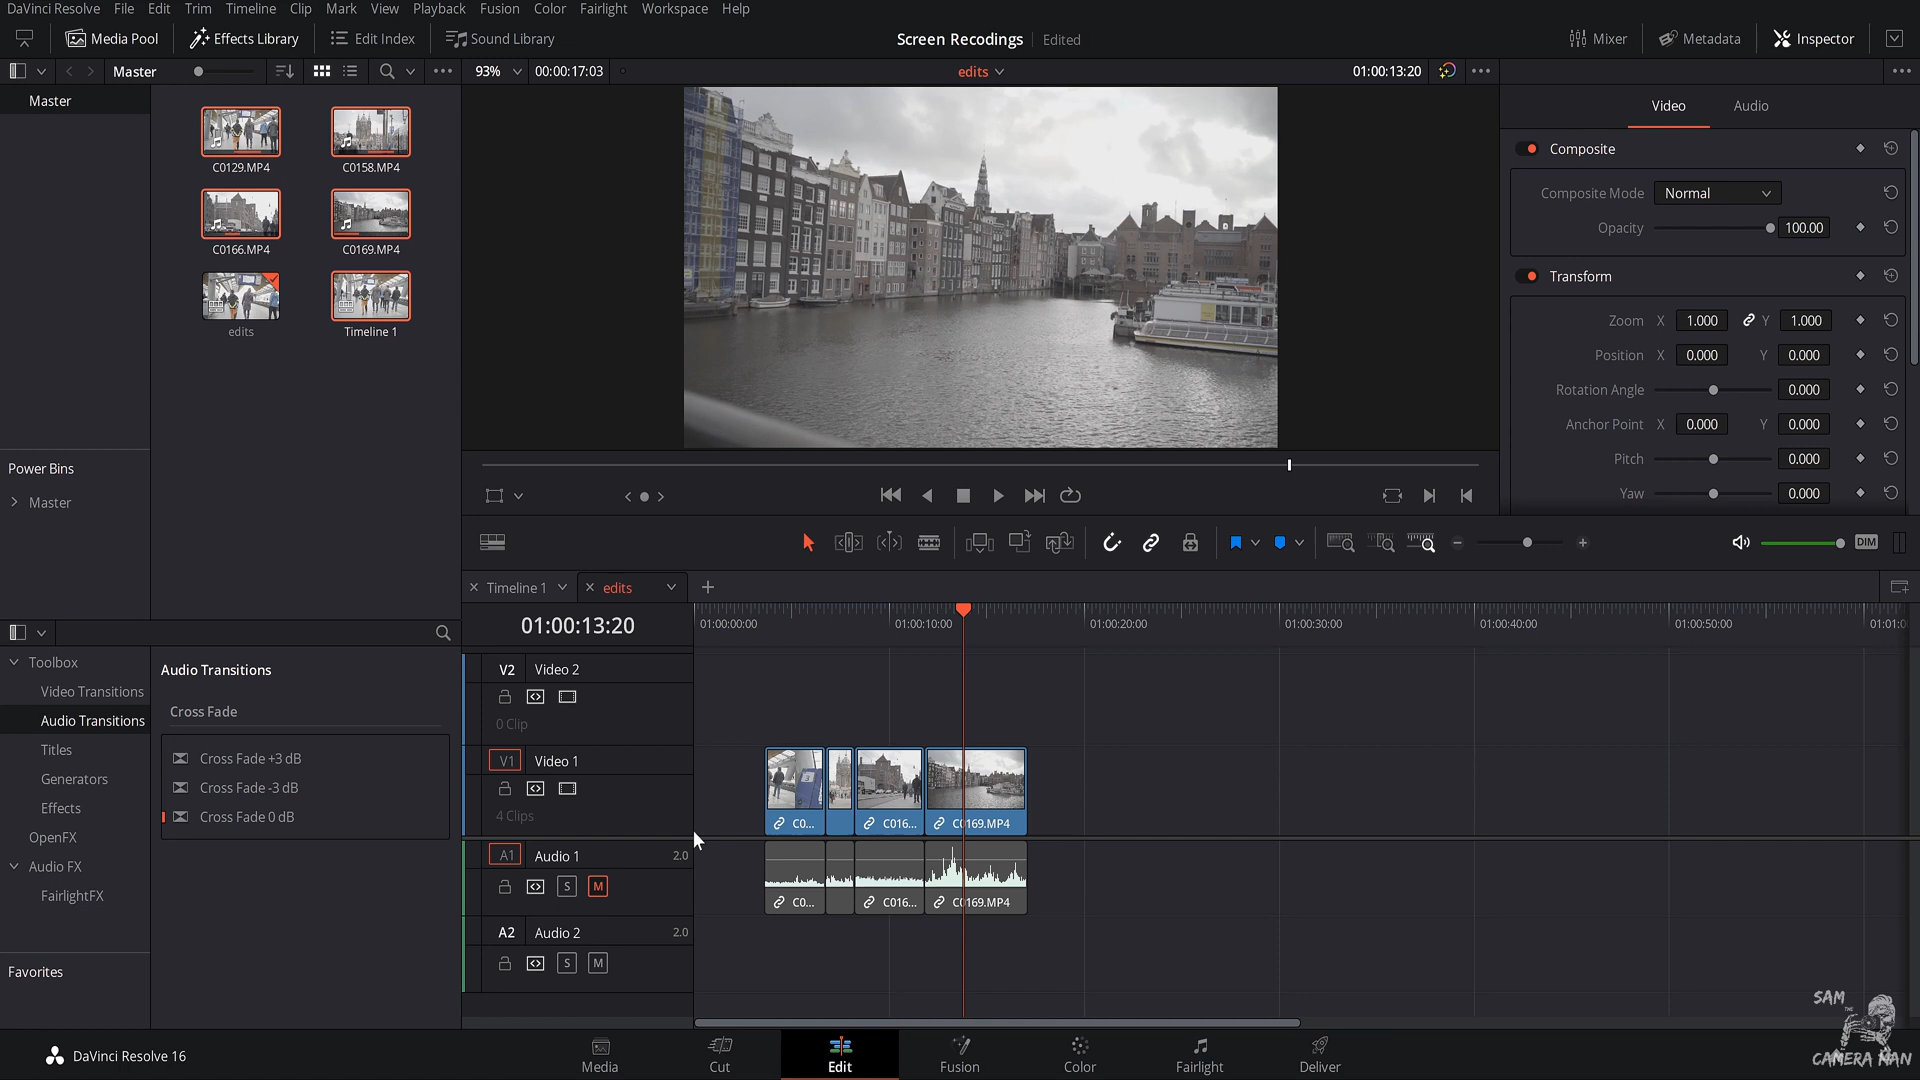 DaVinci Resolve File Edit Trim Timeline Clip Mark View Playback Fusion Color Fairlight Workspace Help
Media Pool Effects Library Edit Index Sound Library Screen Recodings Edited Mixer Metadata Inspector
Master 93% 00:00:17:03 edits 01:00:13:20
Master
C0129.MP4 C0158.MP4
C0166.MP4 C0169.MP4
edits Timeline 1
Power Bins
Master
Video Audio
Composite
Composite Mode Normal
Opacity 100.00
Transform
Zoom X 1.000 Y 1.000
Position X 0.000 Y 0.000
Rotation Angle 0.000
Anchor Point X 0.000 Y 0.000
Pitch 0.000
Yaw 0.000
DIM
Timeline 1 edits
01:00:13:20
01:00:00:00 01:00:10:00 01:00:20:00 01:00:30:00 01:00:40:00 01:00:50:00 01:01:0
V2 Video 2
0 Clip
V1 Video 1
4 Clips
C0... C016... C0169.MP4
A1 Audio 1 2.0
S M
C0... C016... C0169.MP4
A2 Audio 2 2.0
S M
Toolbox
Video Transitions
Audio Transitions
Titles
Generators
Effects
OpenFX
Audio FX
FairlightFX
Favorites
Audio Transitions
Cross Fade
Cross Fade +3 dB
Cross Fade -3 dB
Cross Fade 0 dB
DaVinci Resolve 16
Media Cut Edit Fusion Color Fairlight Deliver
SAM
THE
CAMERA MAN